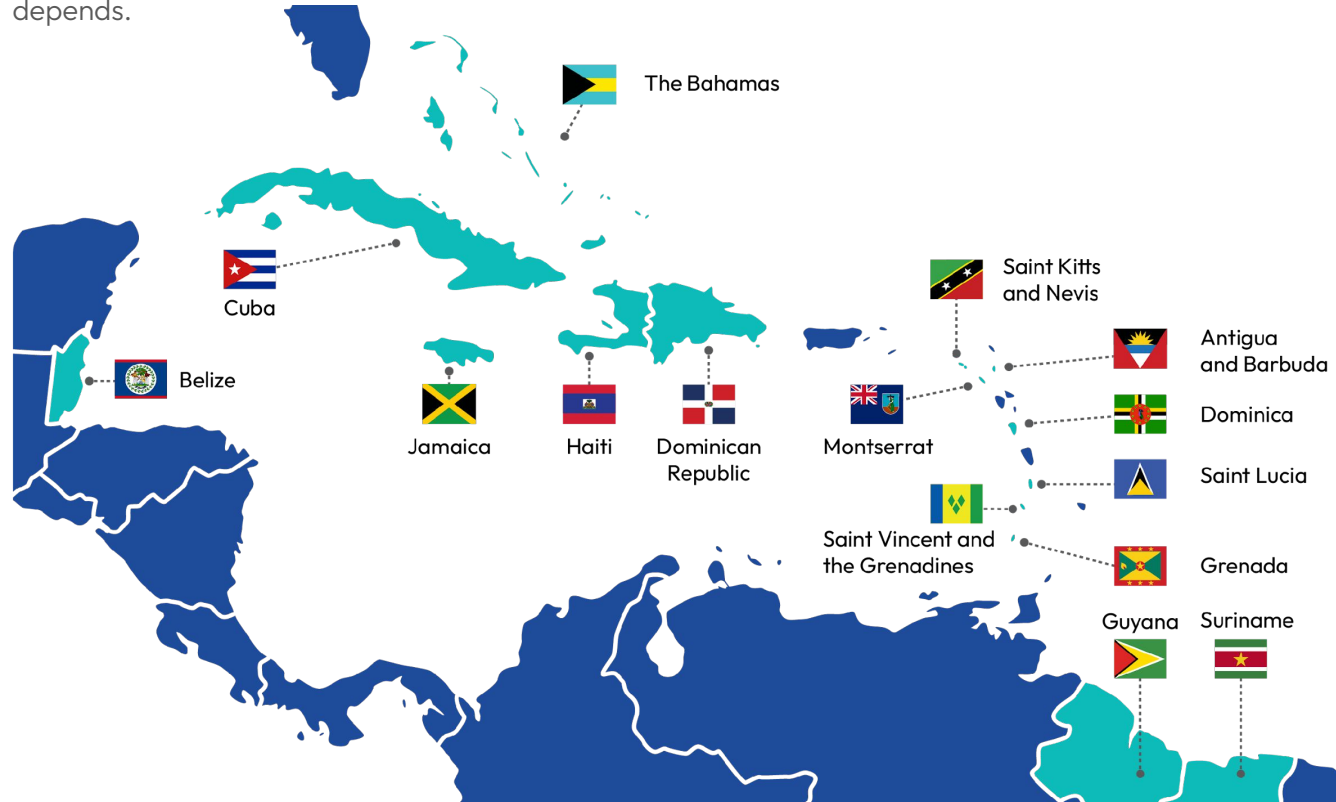 depends.
The Bahamas
Cuba
Saint Kitts
and Nevis
Antigua
and Barbuda
Belize
Jamaica
Haiti
Dominican
Republic
Montserrat
Dominica
Saint Lucia
Saint Vincent and
the Grenadines
Grenada
Guyana
Suriname